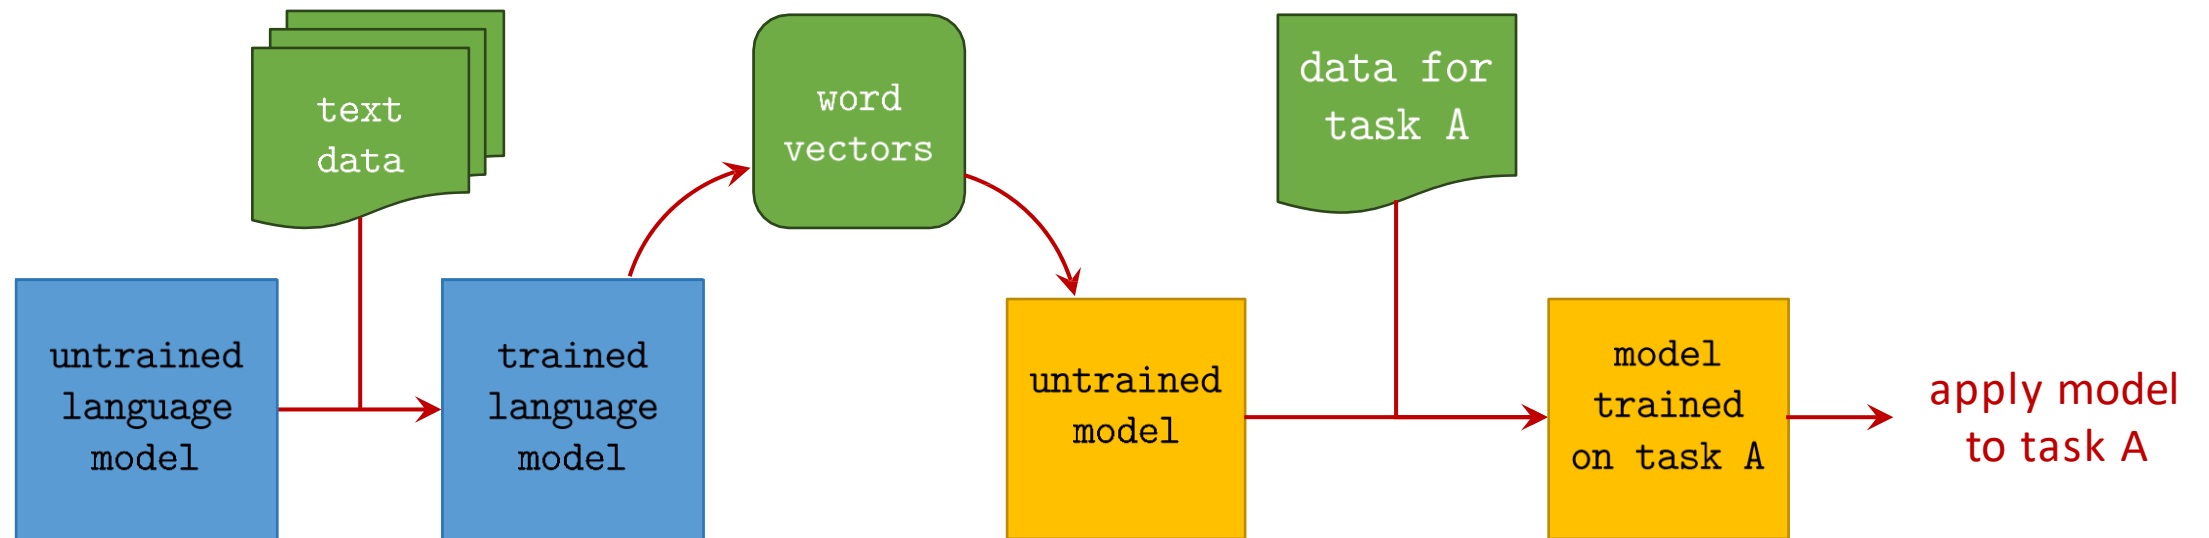 text
data
word
vectors
data for
task A
untrained
language
model
trained
language
model
untrained
model
model
trained
on task A
apply model
to task A